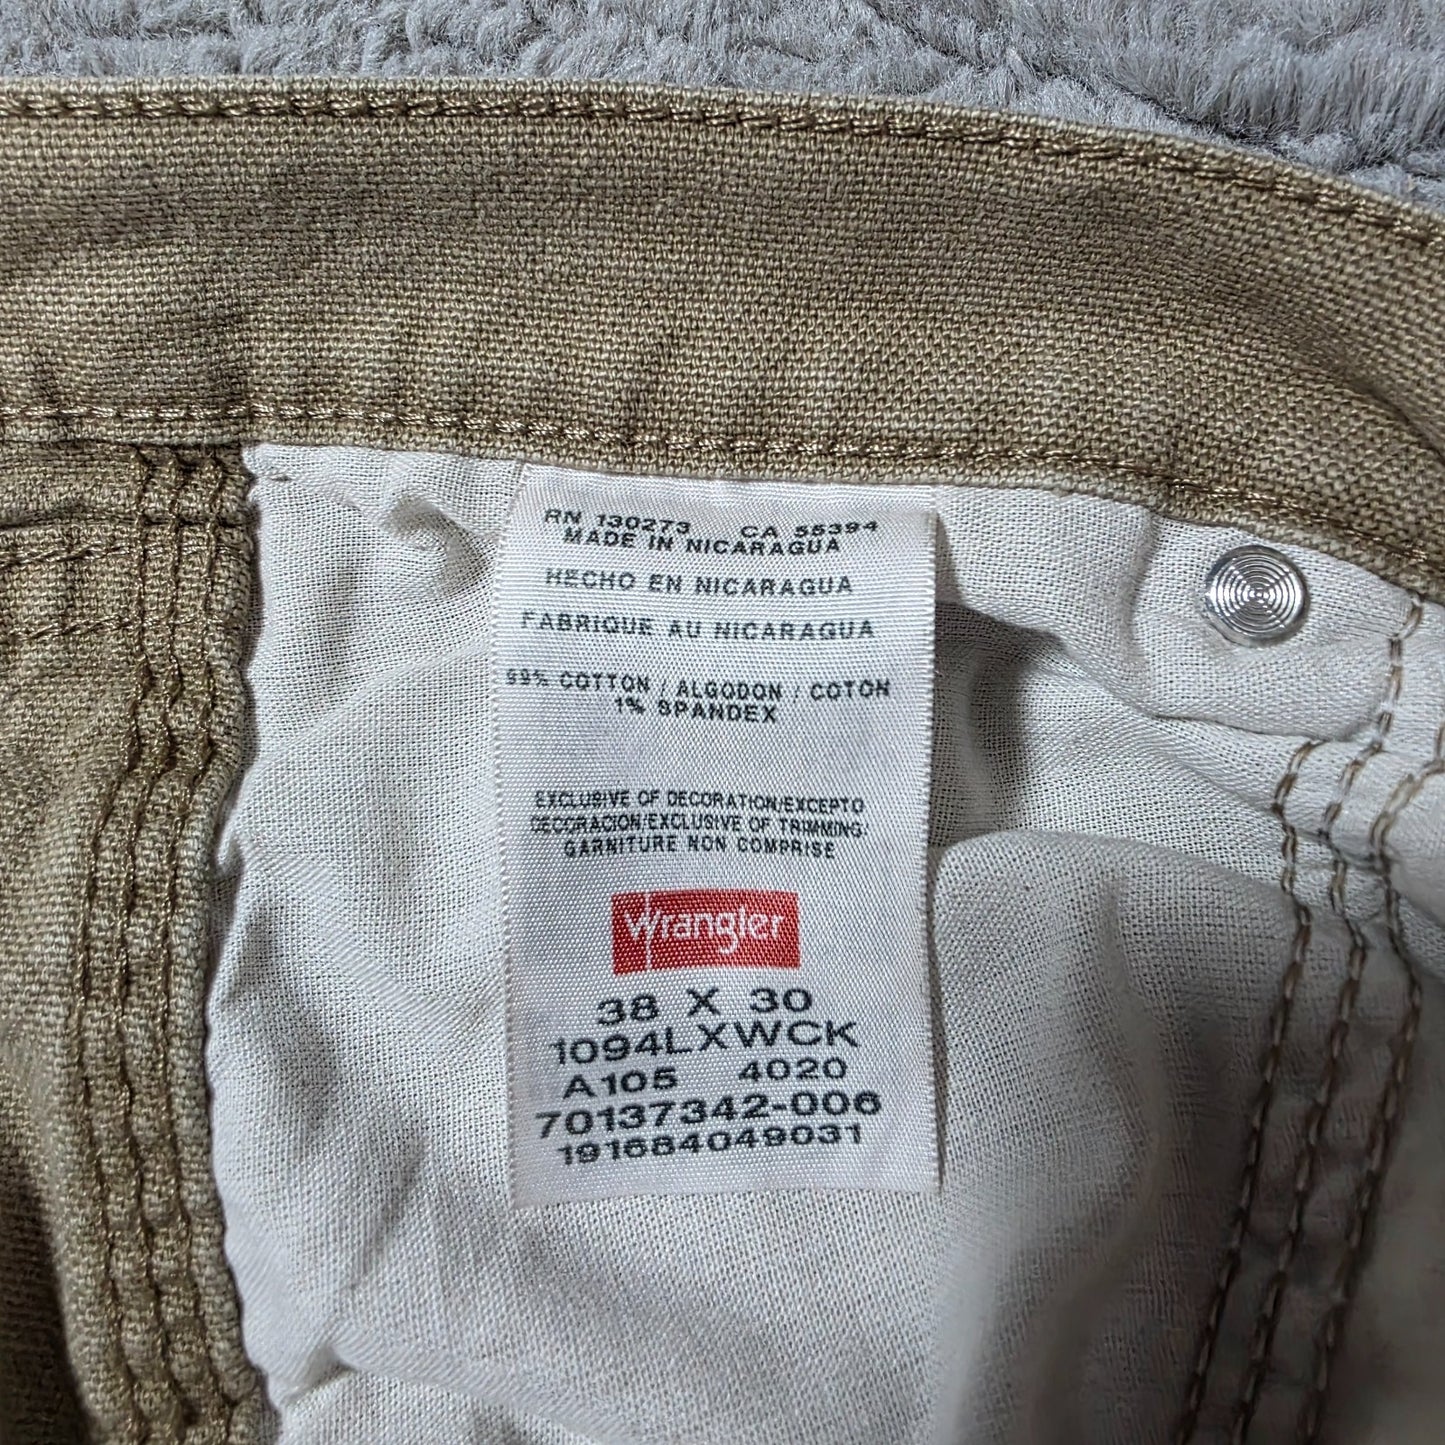 RN 130273 CA 55394
MADE IN NICARAGUA
HECHO EN NICARAGUA
FABRIQUE AU NICARAGUA
99% COTTON / ALGODON / COTON
1% SPANDEX
EXCLUSIVE OF DECORATION/EXCEPTO
DECORACION/EXCLUSIVE OF TRIMMING/
GARNITURE NON COMPRISE
Wrangler
38 X 30
1094LXWCK
A105 4020
70137342-006
191684049031